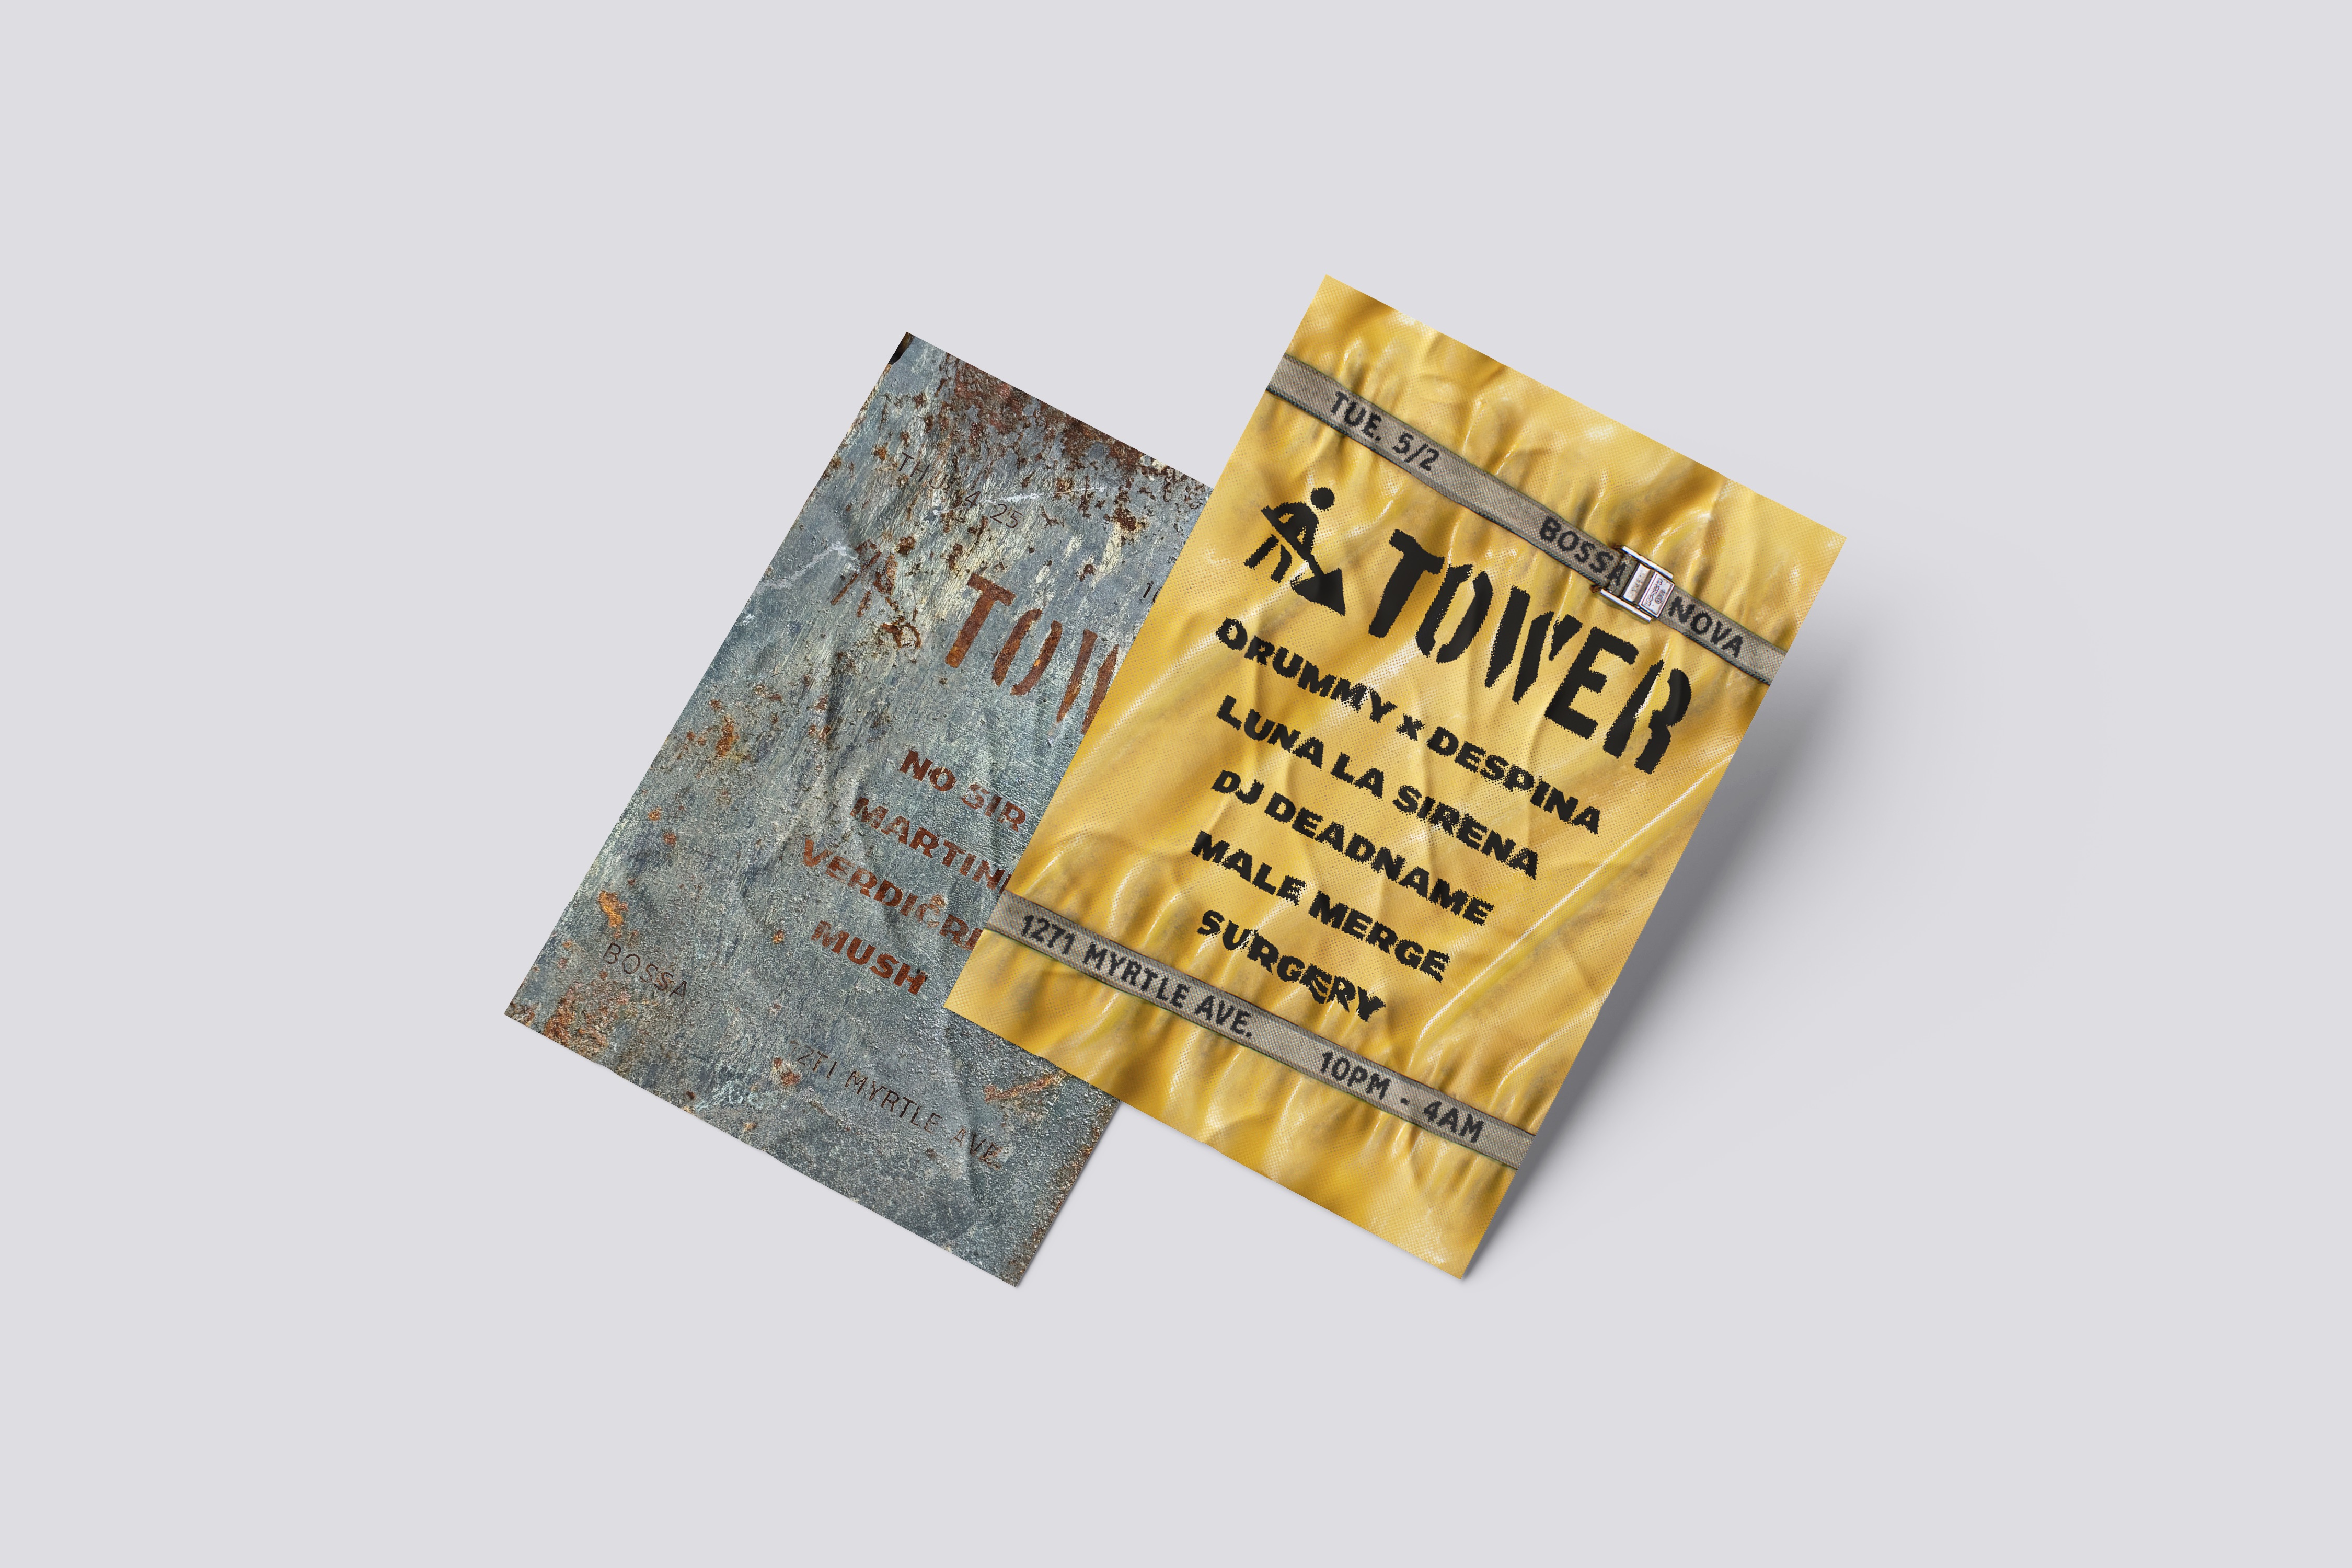 THU. 4/25
TOW
NO SIR
MARTIN
MUSH
BOSSA
1271 MYRTLE AVE.
TUE. 5/2
BOSSA NOVA
TOWER
DRUMMY x DESPINA
LUNA LA SIRENA
DJ DEADNAME
MALE MERGE
SURGERY
1271 MYRTLE AVE.
10PM - 4AM